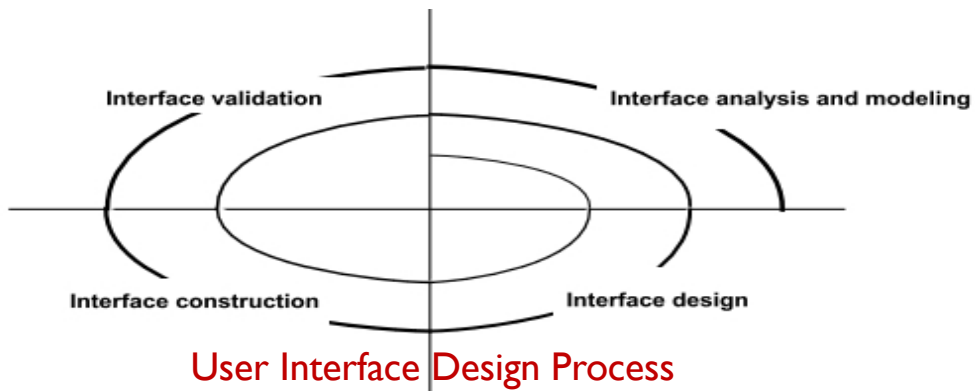 Interface validation
Interface analysis and modeling
Interface construction
Interface design
User Interface Design Process